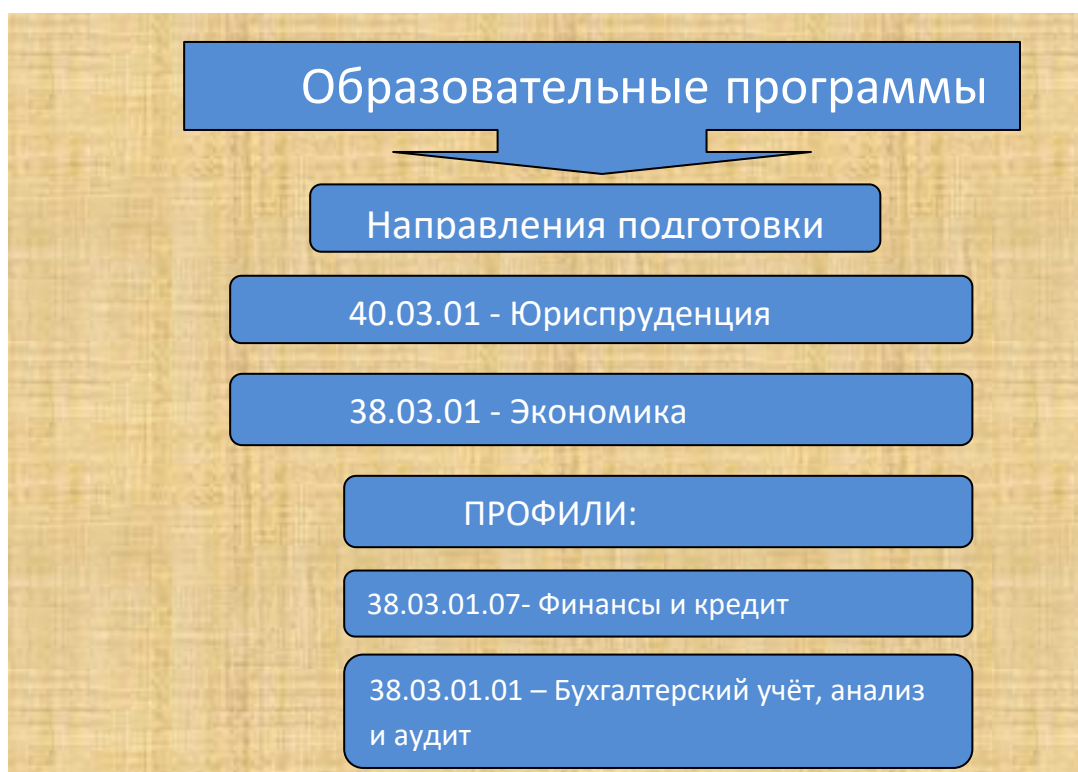 Образовательные программы
Направления подготовки
40.03.01 - Юриспруденция
38.03.01 - Экономика
ПРОФИЛИ:
38.03.01.07- Финансы и кредит
38.03.01.01 – Бухгалтерский учёт, анализ
и аудит